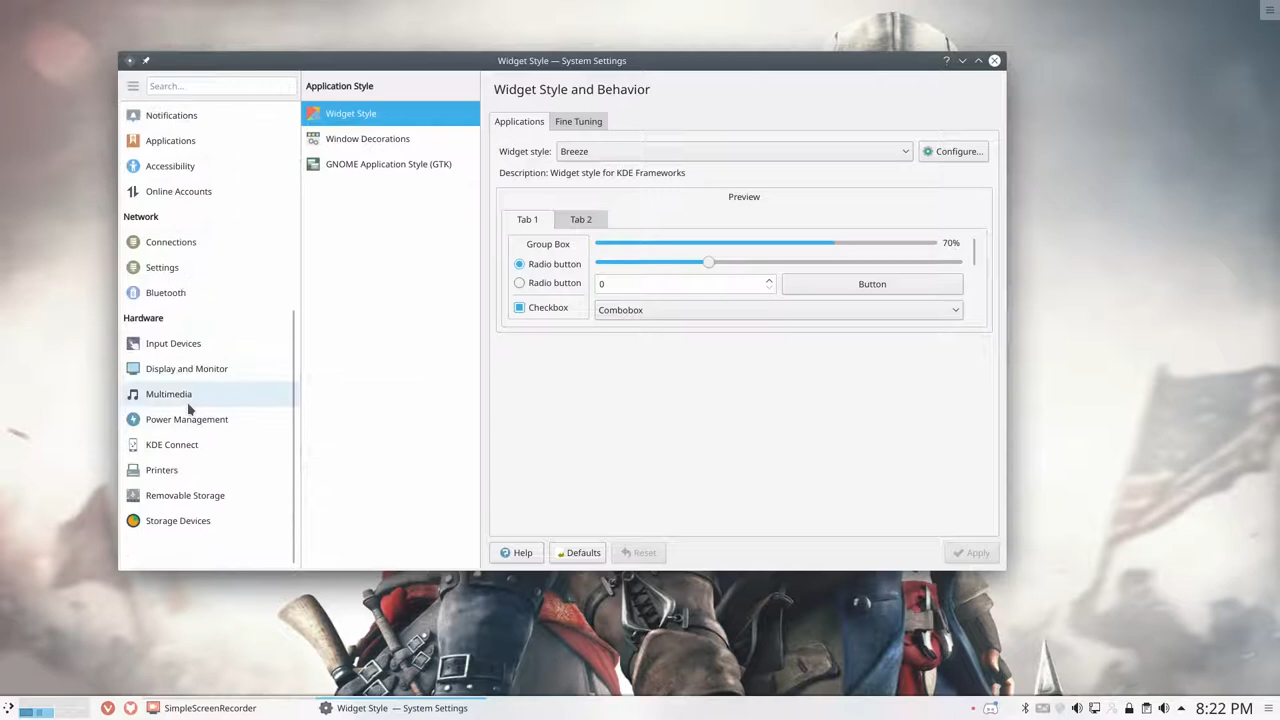 Widget Style — System Settings
Search...
Notifications
Applications
Accessibility
Online Accounts
Network
Connections
Settings
Bluetooth
Hardware
Input Devices
Display and Monitor
Multimedia
Power Management
KDE Connect
Printers
Removable Storage
Storage Devices
Application Style
Widget Style
Window Decorations
GNOME Application Style (GTK)
Widget Style and Behavior
Applications Fine Tuning
Widget style: Breeze Configure...
Description: Widget style for KDE Frameworks
Preview
Tab 1 Tab 2
Group Box 70%
Radio button
Radio button 0 Button
Checkbox Combobox
Help Defaults Reset Apply
SimpleScreenRecorder Widget Style — System Settings 8:22 PM